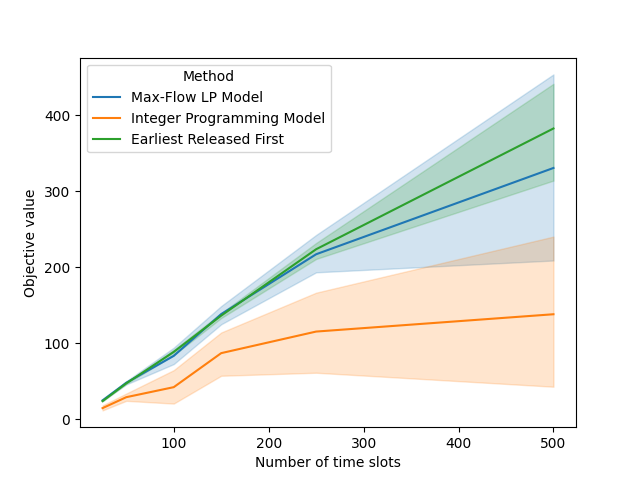 Method
Max-Flow LP Model
Integer Programming Model
Earliest Released First
Objective value
400
300
200
100
0
100 200 300 400 500
Number of time slots